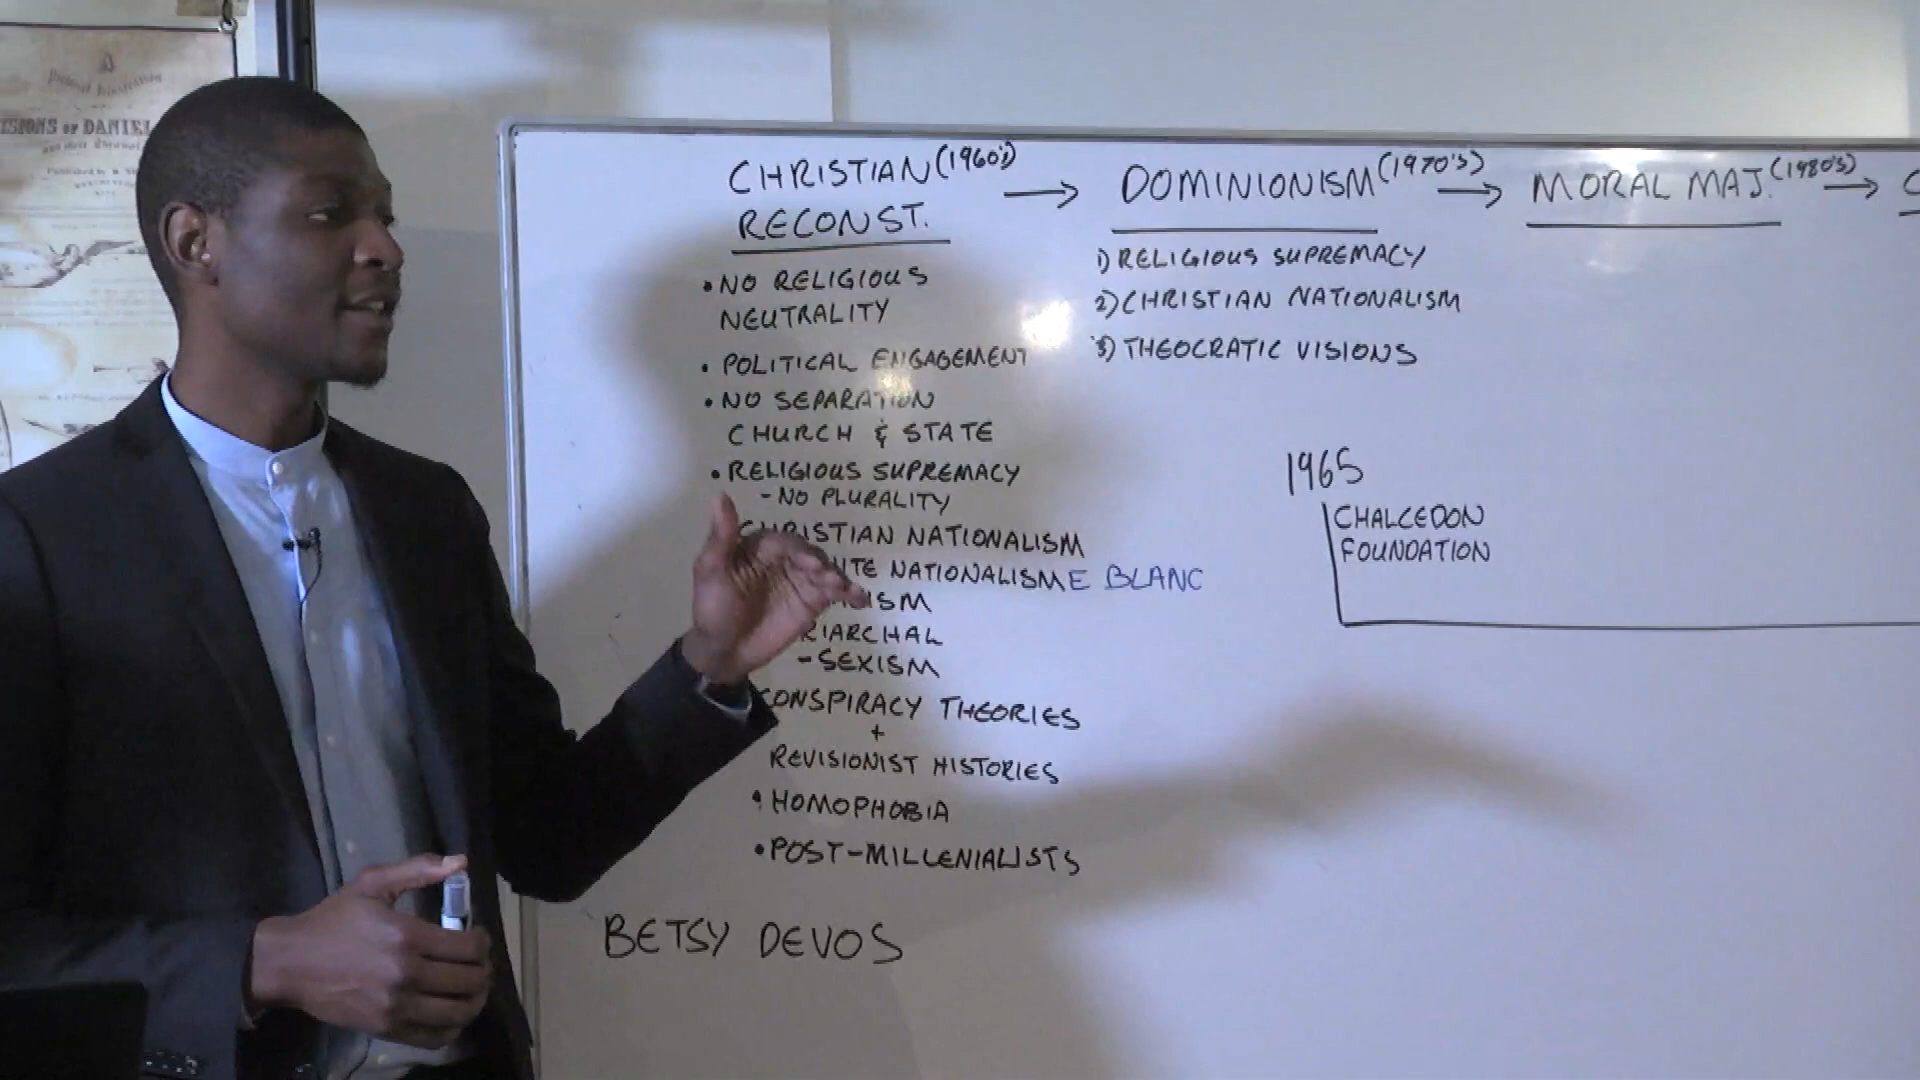 VISIONS OF DANIEL
CHRISTIAN (1960's)
RECONST.
• NO RELIGIOUS
NEUTRALITY
• POLITICAL ENGAGEMENT
• NO SEPARATION
CHURCH & STATE
• RELIGIOUS SUPREMACY
- NO PLURALITY
CHRISTIAN NATIONALISM
NATIONALISME BLANC
- SEXISM
CONSPIRACY THEORIES
+
REVISIONIST HISTORIES
• HOMOPHOBIA
• POST-MILLENIALISTS
BETSY DEVOS
→ DOMINIONISM (1970'S)
1) RELIGIOUS SUPREMACY
2) CHRISTIAN NATIONALISM
3) THEOCRATIC VISIONS
→ MORAL MAJ. (1980'S) →
1965
CHALCEDON
FOUNDATION